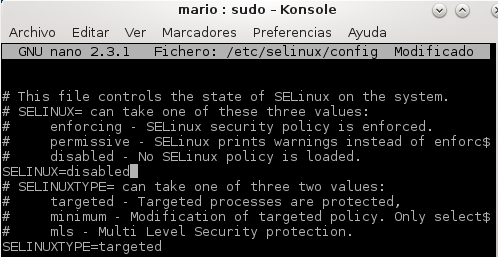 mario : sudo – Konsole
Archivo Editar Ver Marcadores Preferencias Ayuda
GNU nano 2.3.1 Fichero: /etc/selinux/config Modificado
# This file controls the state of SELinux on the system.
# SELINUX= can take one of these three values:
#     enforcing - SELinux security policy is enforced.
#     permissive - SELinux prints warnings instead of enforc$
#     disabled - No SELinux policy is loaded.
SELINUX=disabled
# SELINUXTYPE= can take one of three two values:
#     targeted - Targeted processes are protected,
#     minimum - Modification of targeted policy. Only select$
#     mls - Multi Level Security protection.
SELINUXTYPE=targeted